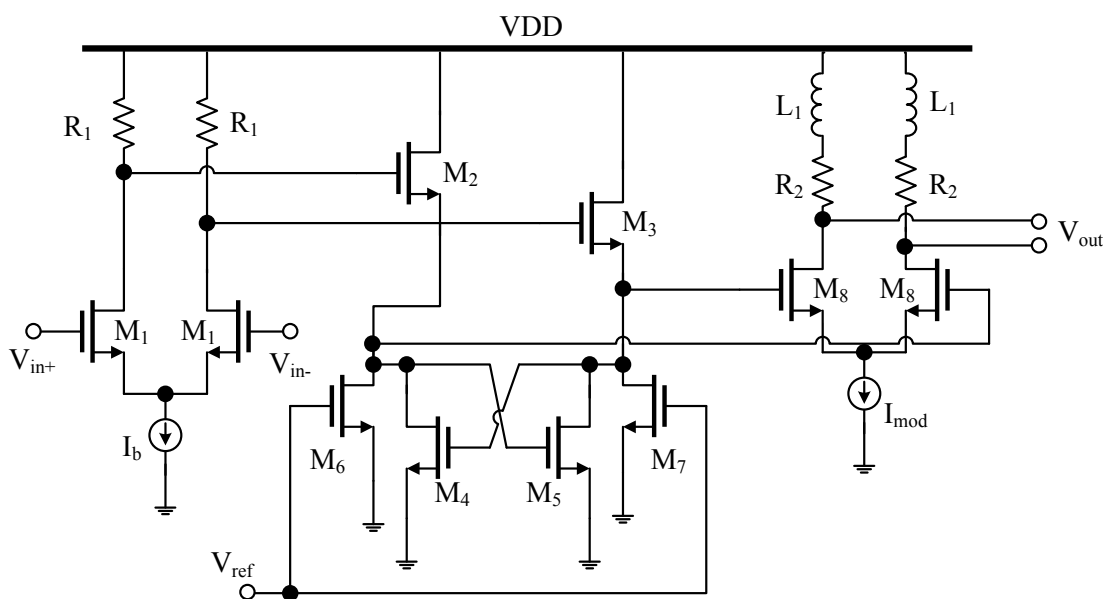 VDD
R1
R1
L1
L1
M2
R2
R2
M3
Vout
M1
M1
M8
M8
Vin+
Vin-
Ib
Imod
M6
M4
M5
M7
Vref